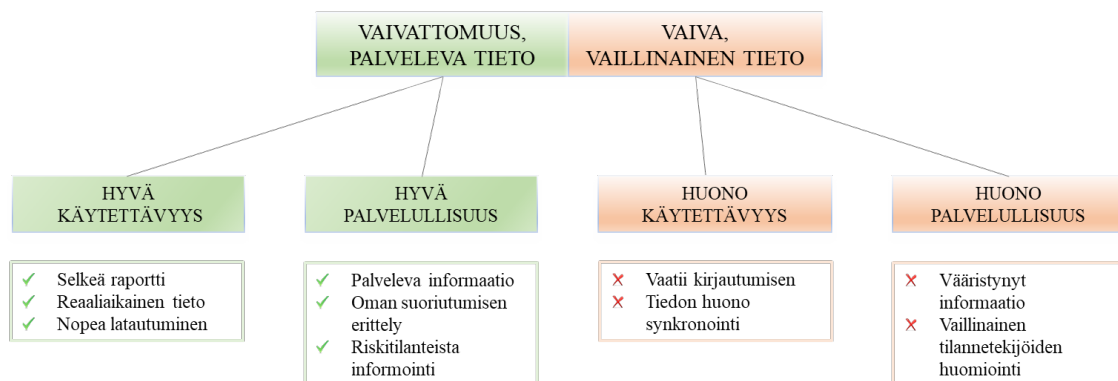 VAIVATTOMUUS,
PALVELEVA TIETO
VAIVA,
VAILLINAINEN TIETO
HYVÄ
KÄYTETTÄVYYS
HYVÄ
PALVELULLISUUS
HUONO
KÄYTETTÄVYYS
HUONO
PALVELULLISUUS
Selkeä raportti
Reaaliaikainen tieto
Nopea latautuminen
Palveleva informaatio
Oman suoriutumisen
erittely
Riskitilanteista
informointi
Vaatii kirjautumisen
Tiedon huono
synkronointi
Vääristynyt
informaatio
Vaillinainen
tilannetekijöiden
huomiointi